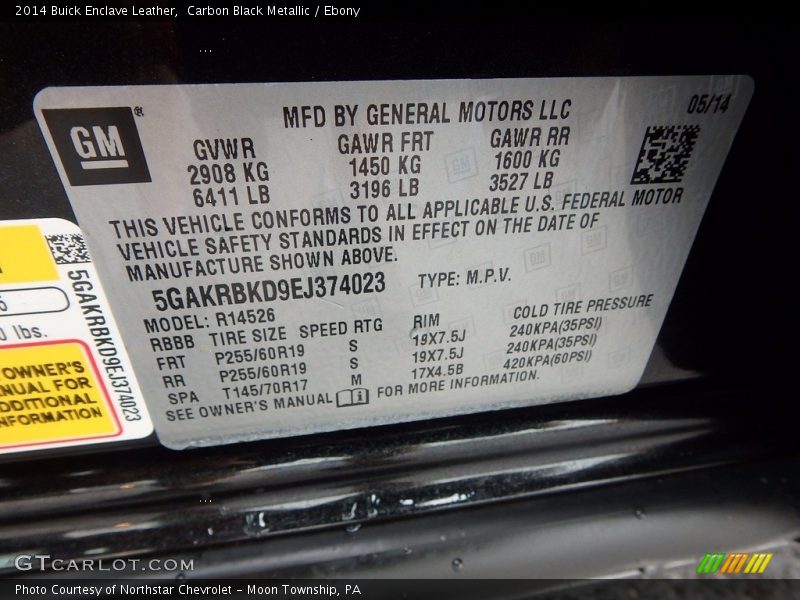 2014 Buick Enclave Leather,  Carbon Black Metallic / Ebony
GM®
MFD BY GENERAL MOTORS LLC
05/14
GVWR GAWR FRT GAWR RR
2908 KG 1450 KG 1600 KG
6411 LB 3196 LB 3527 LB
THIS VEHICLE CONFORMS TO ALL APPLICABLE U.S. FEDERAL MOTOR
VEHICLE SAFETY STANDARDS IN EFFECT ON THE DATE OF
MANUFACTURE SHOWN ABOVE.
5GAKRBKD9EJ374023 TYPE: M.P.V.
MODEL: R14526
RBBB TIRE SIZE SPEED RTG RIM COLD TIRE PRESSURE
FRT P255/60R19 S 19X7.5J 240KPA(35PSI)
RR P255/60R19 S 19X7.5J 240KPA(35PSI)
SPA T145/70R17 M 17X4.5B 420KPA(60PSI)
SEE OWNER'S MANUAL FOR MORE INFORMATION.
lbs.
5GAKRBKD9EJ374023
OWNER'S
FOR
GTCARLOT.COM
Photo Courtesy of Northstar Chevrolet - Moon Township, PA